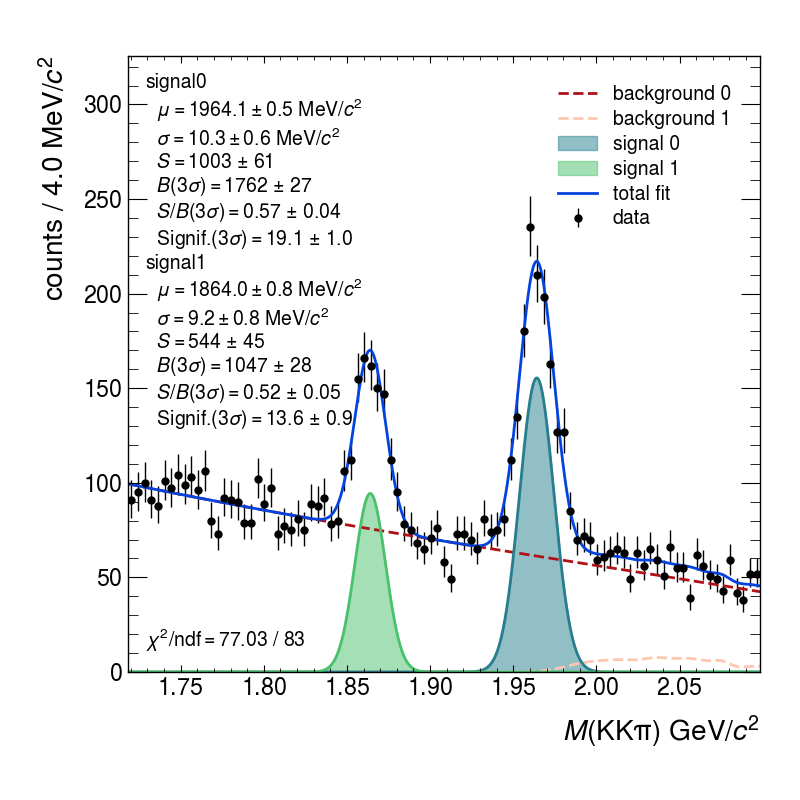 counts / 4.0 MeV/c²
signal0
μ = 1964.1 ± 0.5 MeV/c²
σ = 10.3 ± 0.6 MeV/c²
S = 1003 ± 61
B(3σ) = 1762 ± 27
S/B(3σ) = 0.57 ± 0.04
Signif.(3σ) = 19.1 ± 1.0
signal1
μ = 1864.0 ± 0.8 MeV/c²
σ = 9.2 ± 0.8 MeV/c²
S = 544 ± 45
B(3σ) = 1047 ± 28
S/B(3σ) = 0.52 ± 0.05
Signif.(3σ) = 13.6 ± 0.9
χ²/ndf = 77.03 / 83
background 0
background 1
signal 0
signal 1
total fit
data
300
250
200
150
100
50
0
1.75 1.80 1.85 1.90 1.95 2.00 2.05
M(KKπ) GeV/c²